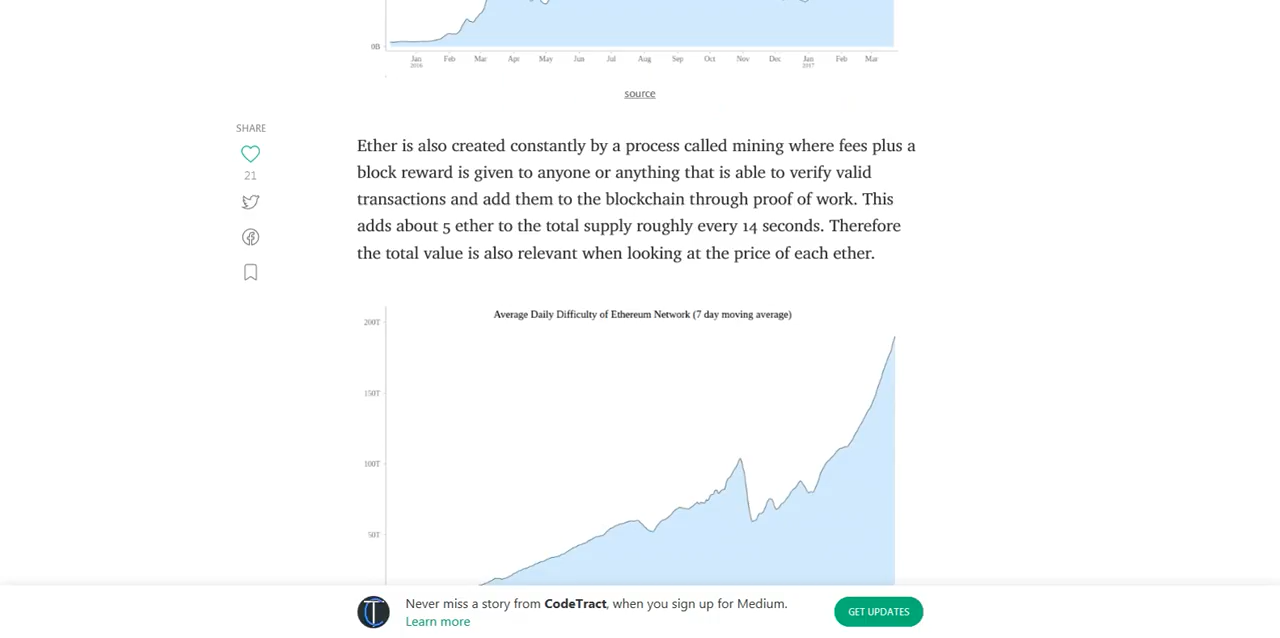 0B
Jan Feb Mar Apr May Jun Jul Aug Sep Oct Nov Dec Jan Feb Mar
2016 2017
source
SHARE
21
Ether is also created constantly by a process called mining where fees plus a
block reward is given to anyone or anything that is able to verify valid
transactions and add them to the blockchain through proof of work. This
adds about 5 ether to the total supply roughly every 14 seconds. Therefore
the total value is also relevant when looking at the price of each ether.
Average Daily Difficulty of Ethereum Network (7 day moving average)
200T
150T
100T
50T
Never miss a story from CodeTract, when you sign up for Medium.
Learn more
GET UPDATES